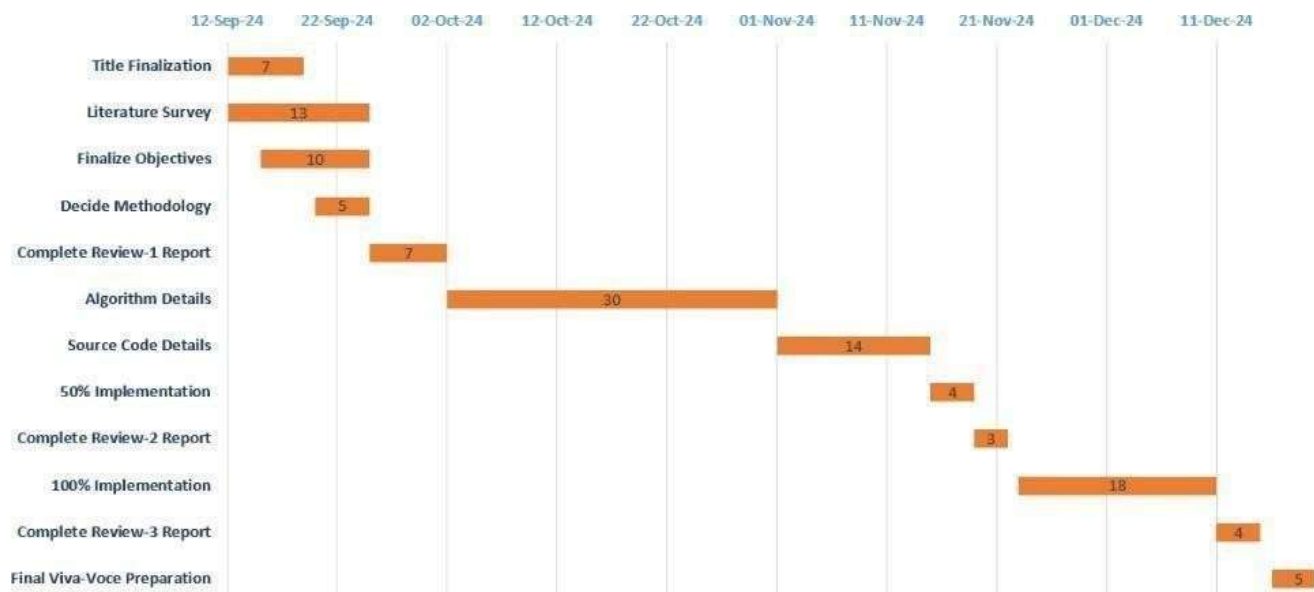 12-Sep-24 22-Sep-24 02-Oct-24 12-Oct-24 22-Oct-24 01-Nov-24 11-Nov-24 21-Nov-24 01-Dec-24 11-Dec-24
Title Finalization 7
Literature Survey 13
Finalize Objectives 10
Decide Methodology 5
Complete Review-1 Report 7
Algorithm Details 30
Source Code Details 14
50% Implementation 4
Complete Review-2 Report 3
100% Implementation 18
Complete Review-3 Report 4
Final Viva-Voce Preparation 5